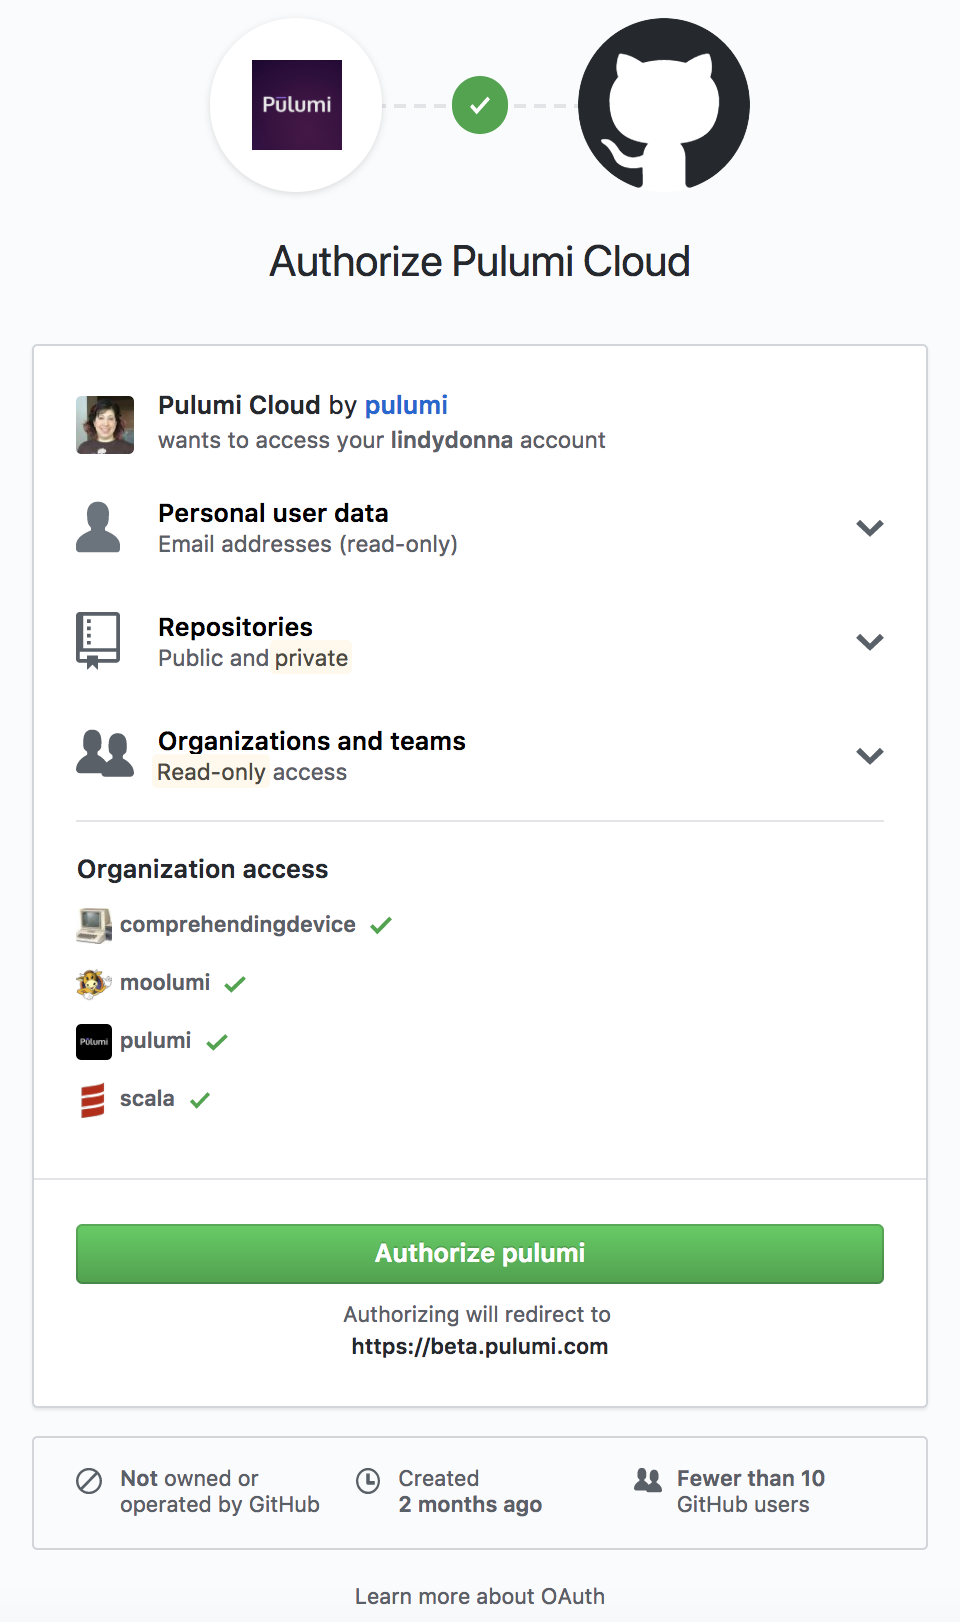 Pūlumi
Authorize Pulumi Cloud
Pulumi Cloud by pulumi
wants to access your lindydonna account
Personal user data
Email addresses (read-only)
Repositories
Public and private
Organizations and teams
Read-only access
Organization access
comprehendingdevice
moolumi
Pūlumi
pulumi
scala
Authorize pulumi
Authorizing will redirect to
https://beta.pulumi.com
Not owned or
operated by GitHub
Created
2 months ago
Fewer than 10
GitHub users
Learn more about OAuth